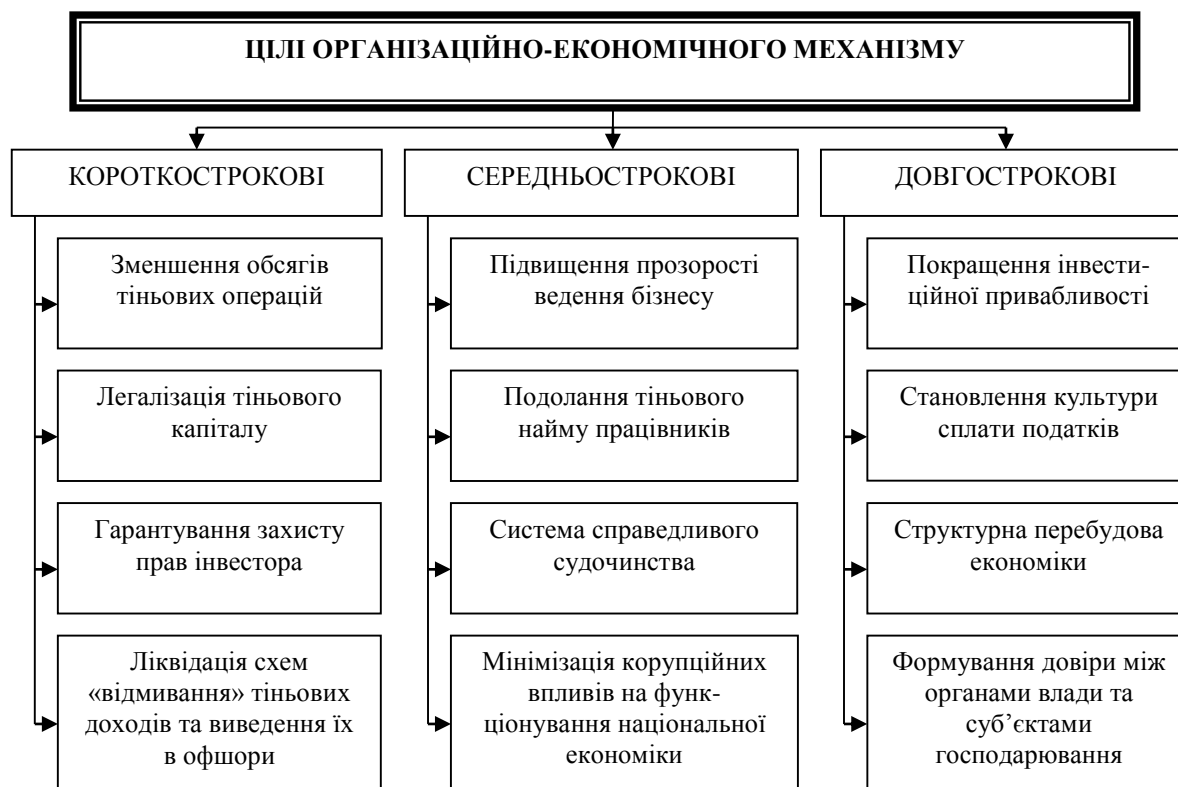 ЦІЛІ ОРГАНІЗАЦІЙНО-ЕКОНОМІЧНОГО МЕХАНІЗМУ
КОРОТКОСТРОКОВІ
Зменшення обсягів
тіньових операцій
Легалізація тіньового
капіталу
Гарантування захисту
прав інвестора
Ліквідація схем
«відмивання» тіньових
доходів та виведення їх
в офшори
СЕРЕДНЬОСТРОКОВІ
Підвищення прозорості
ведення бізнесу
Подолання тіньового
найму працівників
Система справедливого
судочинства
Мінімізація корупційних
впливів на функ-
ціонування національної
економіки
ДОВГОСТРОКОВІ
Покращення інвести-
ційної привабливості
Становлення культури
сплати податків
Структурна перебудова
економіки
Формування довіри між
органами влади та
суб’єктами
господарювання